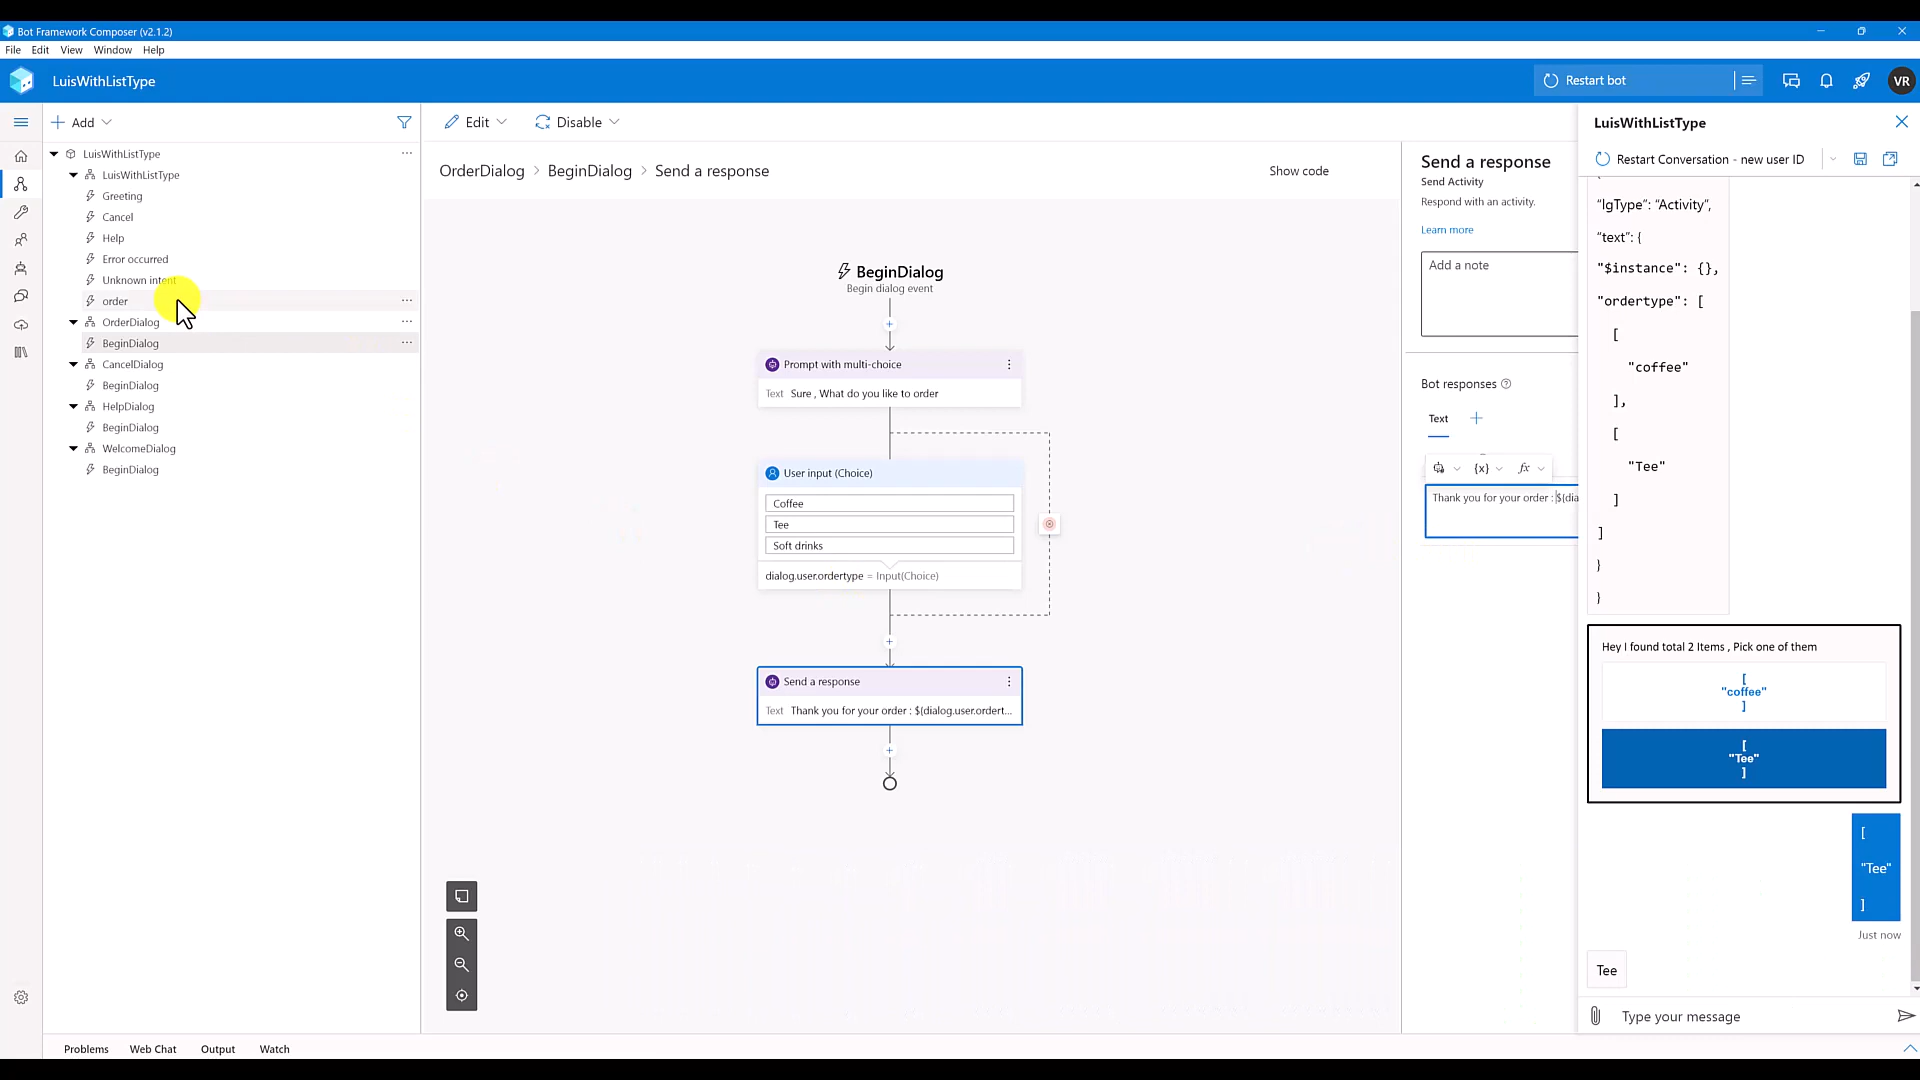 Bot Framework Composer (v2.1.2)
File Edit View Window Help
LuisWithListType
Restart bot
VR
Add
Edit
Disable
LuisWithListType
LuisWithListType
Greeting
Cancel
Help
Error occurred
Unknown intent
order
OrderDialog
BeginDialog
CancelDialog
BeginDialog
HelpDialog
BeginDialog
WelcomeDialog
BeginDialog
OrderDialog > BeginDialog > Send a response
Show code
BeginDialog
Begin dialog event
Prompt with multi-choice
Text Sure , What do you like to order
User input (Choice)
Coffee
Tee
Soft drinks
dialog.user.ordertype = Input(Choice)
Send a response
Text Thank you for your order : ${dialog.user.ordert...
Send a response
Send Activity
Respond with an activity.
Learn more
Add a note
Bot responses
Text
{x}
fx
Thank you for your order : ${dia
LuisWithListType
Restart Conversation - new user ID
"lgType": "Activity",
"text": {
"$instance": {},
"ordertype": [
[
"coffee"
],
[
"Tee"
]
]
}
}
Hey I found total 2 Items , Pick one of them
[
"coffee"
]
[
"Tee"
]
[
"Tee"
]
Just now
Tee
Type your message
Problems Web Chat Output Watch